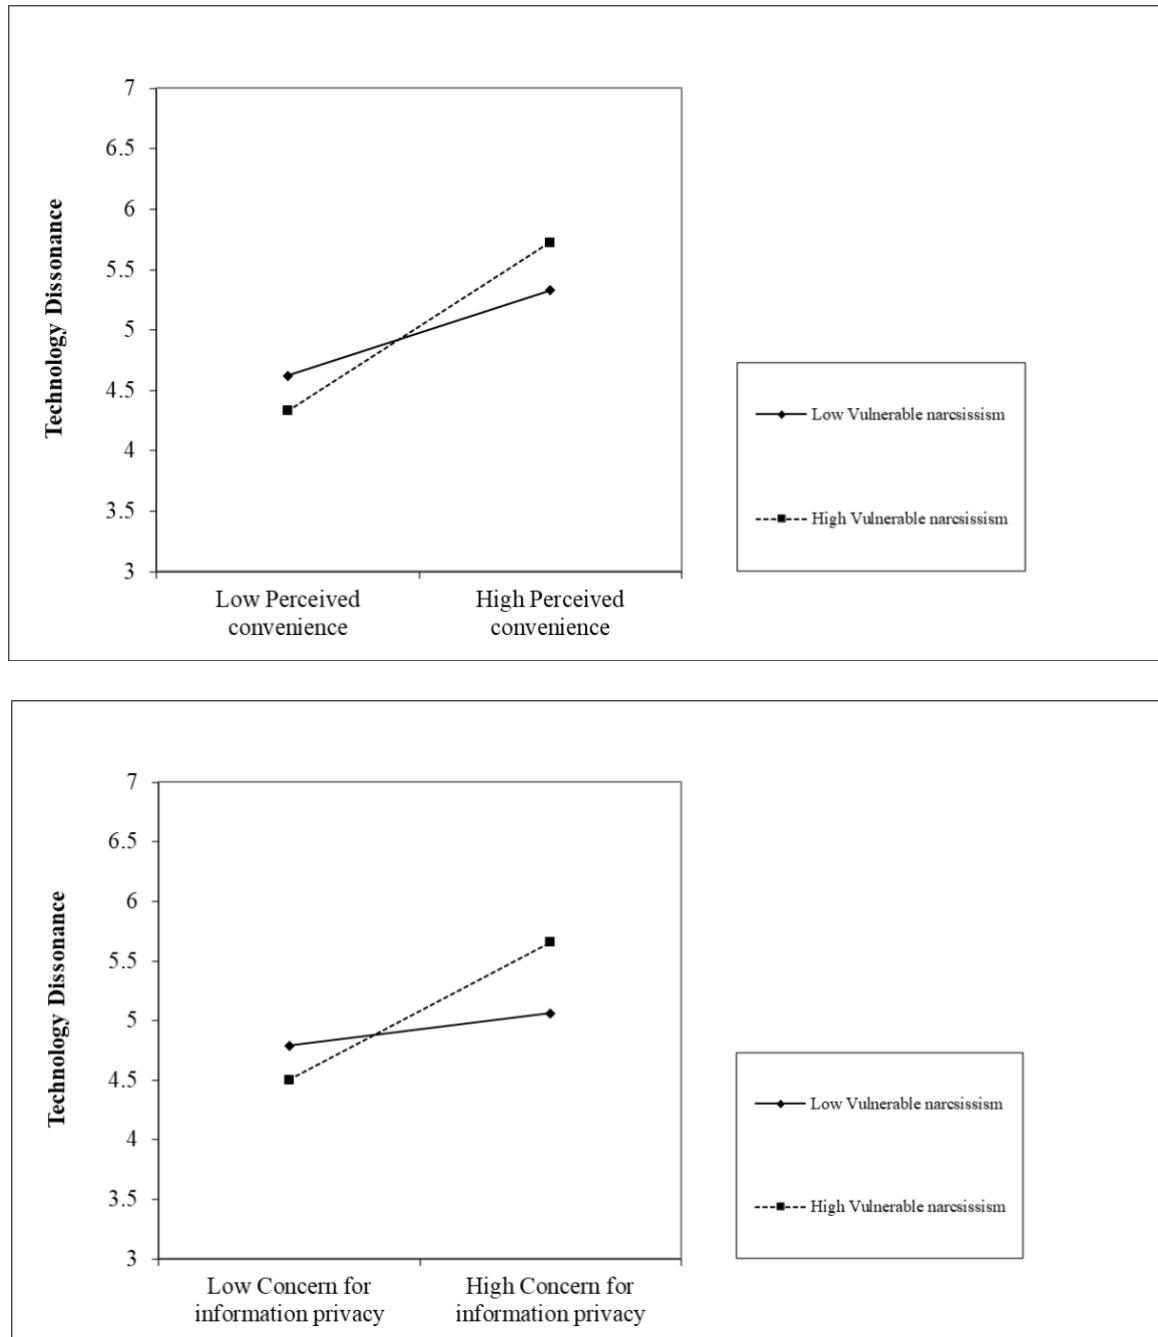 7
6.5
6
5.5
5
4.5
4
3.5
3
Technology Dissonance
Low Perceived
convenience
High Perceived
convenience
Low Vulnerable narcsissism
High Vulnerable narcsissism
7
6.5
6
5.5
5
4.5
4
3.5
3
Technology Dissonance
Low Concern for
information privacy
High Concern for
information privacy
Low Vulnerable narcsissism
High Vulnerable narcsissism